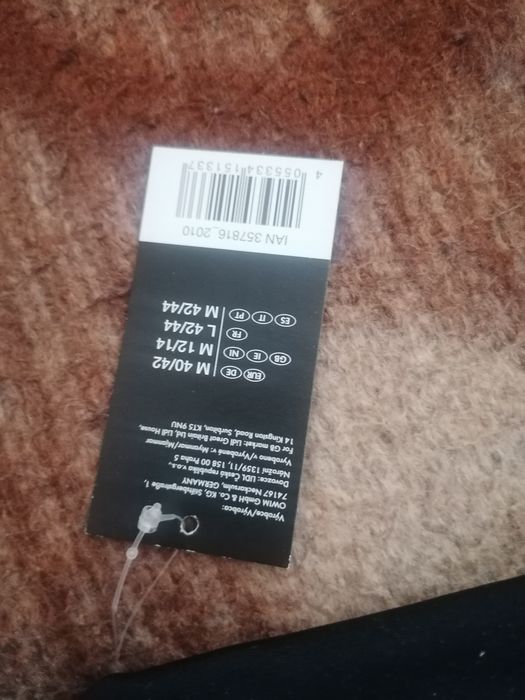 Výrobce/Výrobca:
OWIM GmbH & Co. KG, Stiftsbergstraße 1,
74167 Neckarsulm, GERMANY
Dovozce: LIDL Česká republika v.o.s.,
Nárožní 1359/11, 158 00 Praha 5
Vyrobeno v/Vyrobené v: Myanmar/Mjanmar
For GB market: Lidl Great Britain Ltd, Lidl House,
14 Kingston Road, Surbiton, KT5 9NU
EUR DE M 40/42
GB IE NI M 12/14
FR L 42/44
ES IT PT M 42/44
IAN 357816_2010
4 055334 151337